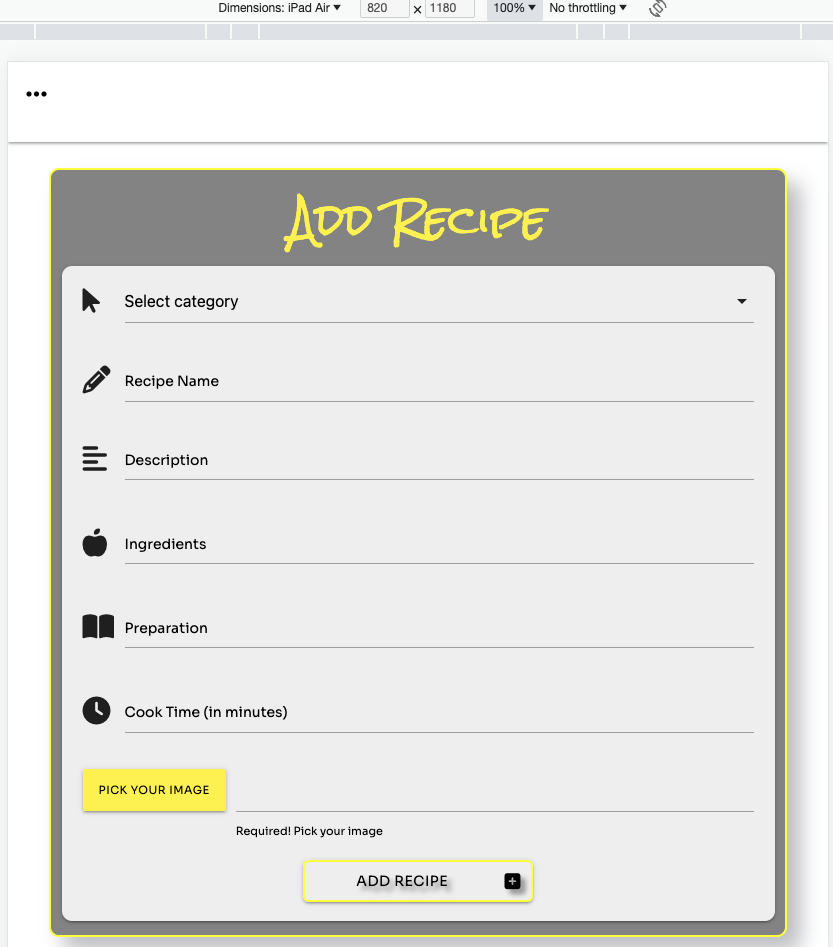 Dimensions: iPad Air ▼ 820 × 1180 100% ▼ No throttling ▼
Add Recipe
Select category
Recipe Name
Description
Ingredients
Preparation
Cook Time (in minutes)
PICK YOUR IMAGE
Required! Pick your image
ADD RECIPE